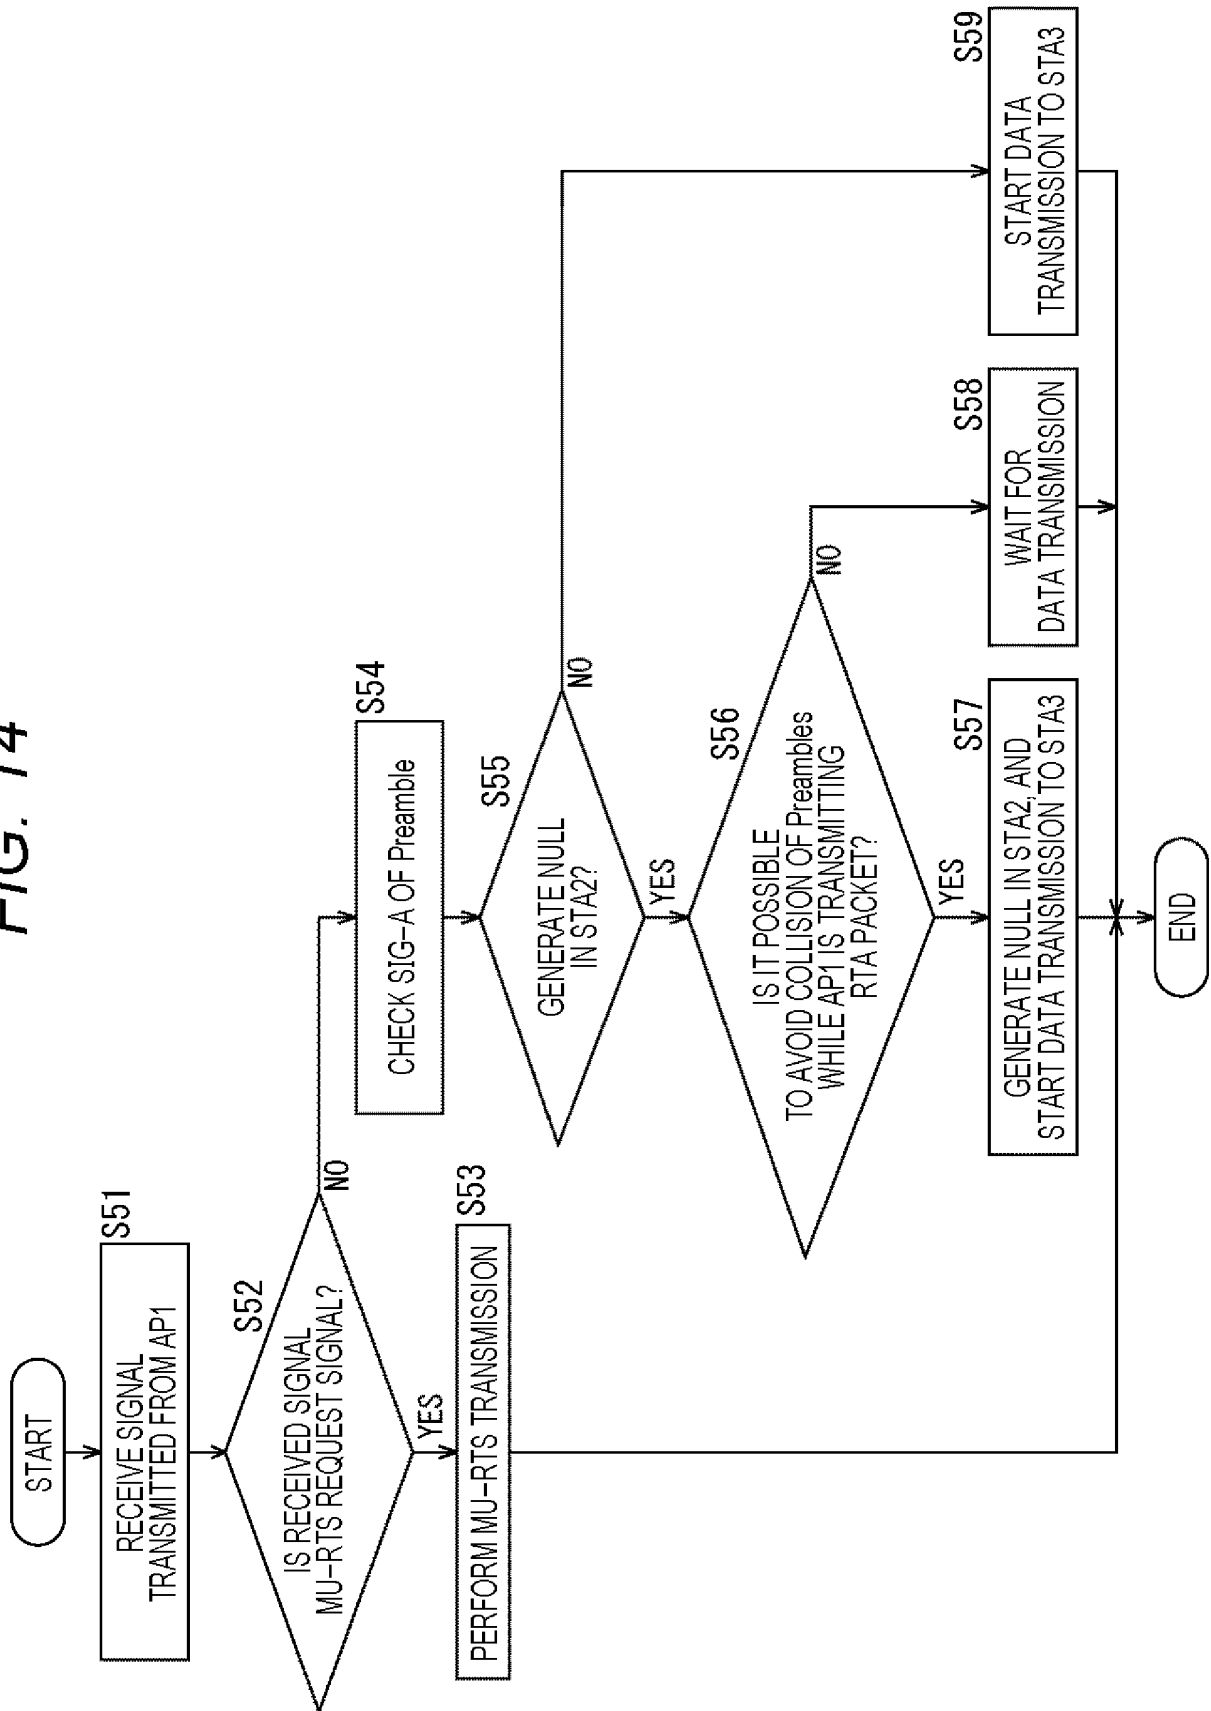 FIG. 14
START
S51
RECEIVE SIGNAL
TRANSMITTED FROM AP1
S52
IS RECEIVED SIGNAL
MU-RTS REQUEST SIGNAL?
NO
YES
S53
PERFORM MU-RTS TRANSMISSION
S54
CHECK SIG-A OF Preamble
S55
GENERATE NULL
IN STA2?
NO
YES
S56
IS IT POSSIBLE
TO AVOID COLLISION OF Preambles
WHILE AP1 IS TRANSMITTING
RTA PACKET?
NO
YES
S57
GENERATE NULL IN STA2, AND
START DATA TRANSMISSION TO STA3
S58
WAIT FOR
DATA TRANSMISSION
S59
START DATA
TRANSMISSION TO STA3
END